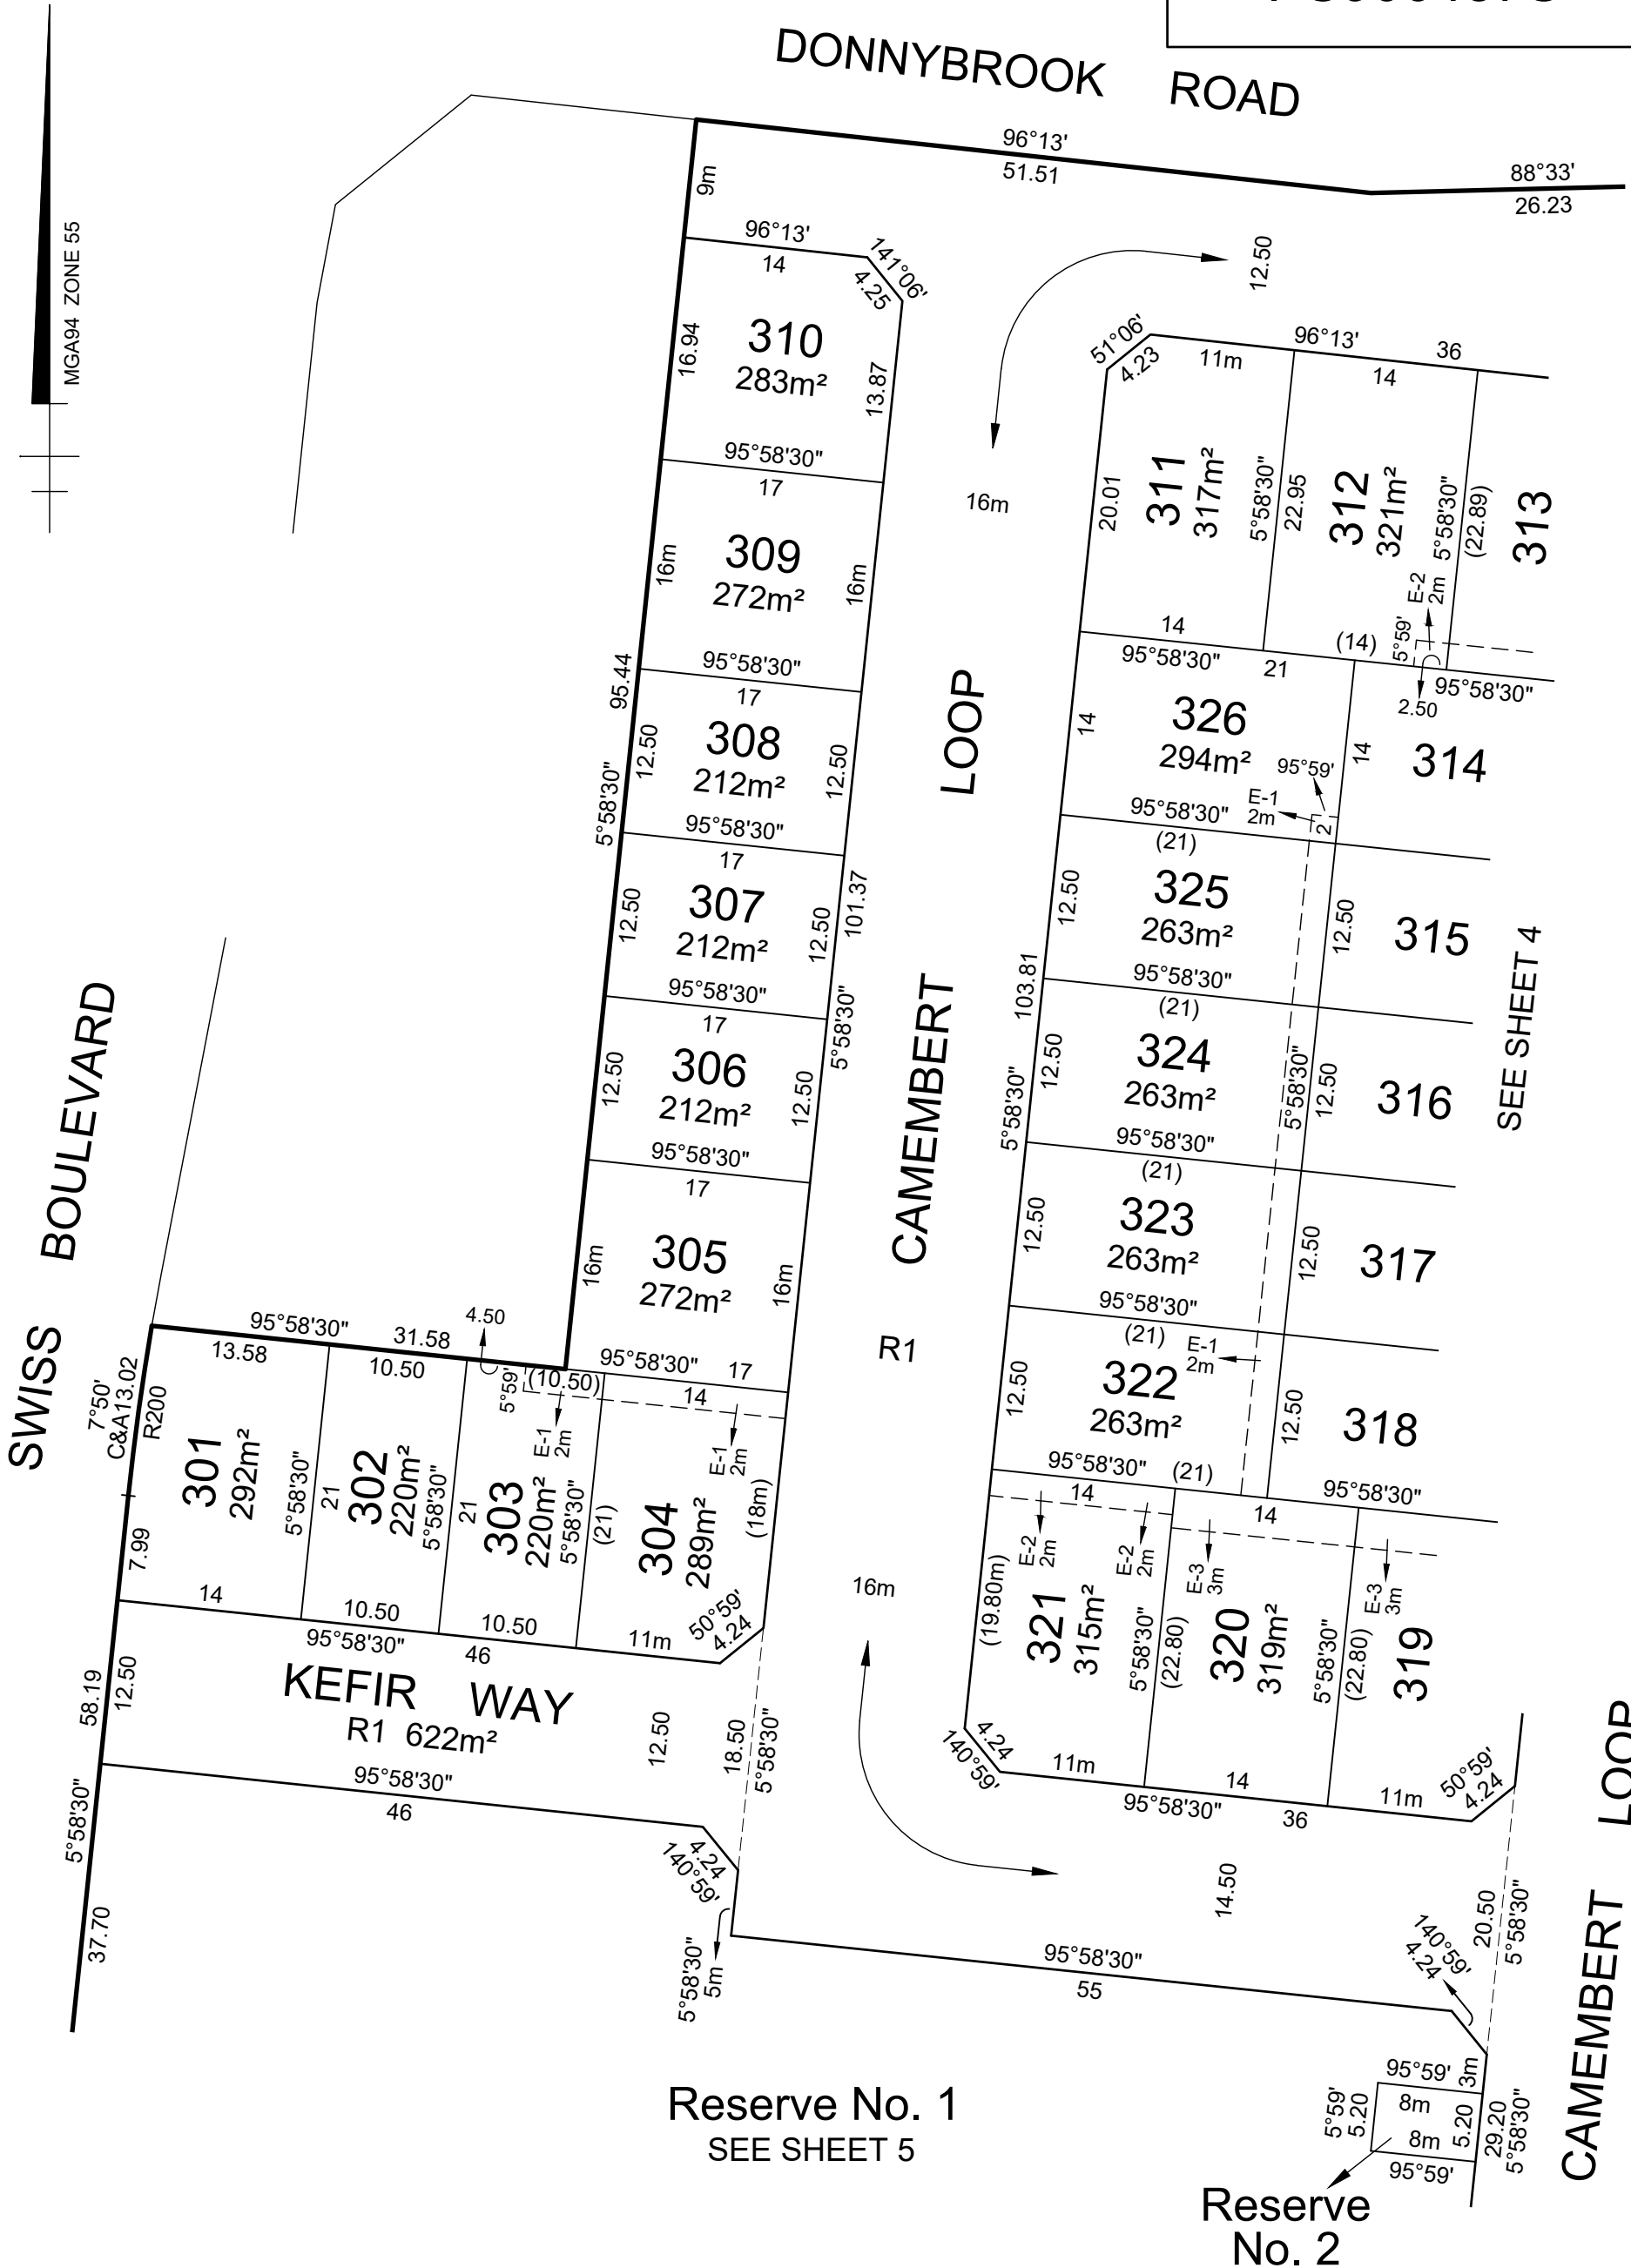 DONNYBROOK ROAD
MGA94 ZONE 55
96°13'
51.51
88°33'
26.23
9m
96°13'
14
141°06'
4.25
12.50
310
283m²
16.94
13.87
95°58'30"
17
51°06'
4.23
96°13'
11m
36
14
311
317m²
20.01
5°58'30"
22.95
312
321m²
5°58'30"
(22.89)
313
16m
309
272m²
16m
16m
95°58'30"
17
E-2
2m
5°59'
14
95°58'30"
21
(14)
95°58'30"
2.50
95.44
5°58'30"
308
212m²
12.50
12.50
95°58'30"
17
LOOP
326
294m²
14
14
95°59'
E-1
2m
2
314
95°58'30"
(21)
307
212m²
12.50
12.50
101.37
5°58'30"
95°58'30"
17
325
263m²
12.50
12.50
315
103.81
5°58'30"
95°58'30"
(21)
SEE SHEET 4
306
212m²
12.50
12.50
95°58'30"
17
CAMEMBERT
324
263m²
12.50
5°58'30"
12.50
316
95°58'30"
(21)
SWISS BOULEVARD
305
272m²
16m
16m
323
263m²
12.50
12.50
317
95°58'30"
(21)
R1
E-1
2m
95°58'30"
13.58
31.58
10.50
4.50
5°59'
(10.50)
95°58'30"
17
14
322
263m²
12.50
12.50
318
7°50'
C&A13.02
R200
7.99
301
292m²
5°58'30"
21
302
220m²
5°58'30"
21
303
220m²
5°58'30"
(21)
E-1
2m
304
289m²
E-1
2m
(18m)
50°59'
4.24
95°58'30"
(21)
14
14
95°58'30"
E-2
2m
E-2
2m
E-3
3m
E-3
3m
16m
(19.80m)
321
315m²
5°58'30"
(22.80)
320
319m²
5°58'30"
(22.80)
319
14
10.50
10.50
11m
95°58'30"
46
KEFIR WAY
R1 622m²
58.19
12.50
12.50
18.50
5°58'30"
95°58'30"
46
4.24
140°59'
4.24
140°59'
11m
14
11m
95°58'30"
36
50°59'
4.24
LOOP
5°58'30"
37.70
14.50
20.50
5°58'30"
5°58'30"
5m
95°58'30"
55
140°59'
4.24
CAMEMBERT
Reserve No. 1
SEE SHEET 5
95°59'
3m
5°59'
5.20
8m
8m
5.20
29.20
5°58'30"
95°59'
Reserve
No. 2